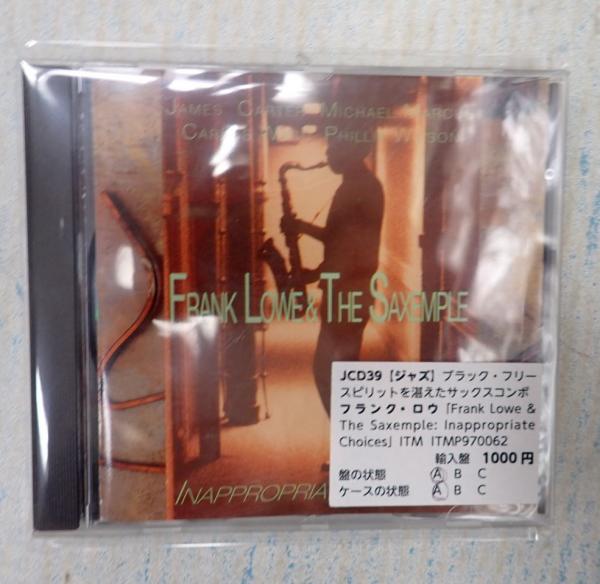 JAMES CARTER MICHAEL
CARLOS PHILL
FRANK LOWE & THE SAXEMPLE
JCD39【ジャズ】ブラック・フリー
スピリットを湛えたサックスコンボ
フランク・ロウ「Frank Lowe &
The Saxemple: Inappropriate
Choices」ITM ITMP970062
輸入盤 1000円
盤の状態 A B C
ケースの状態 A B C
INAPPROPRIA